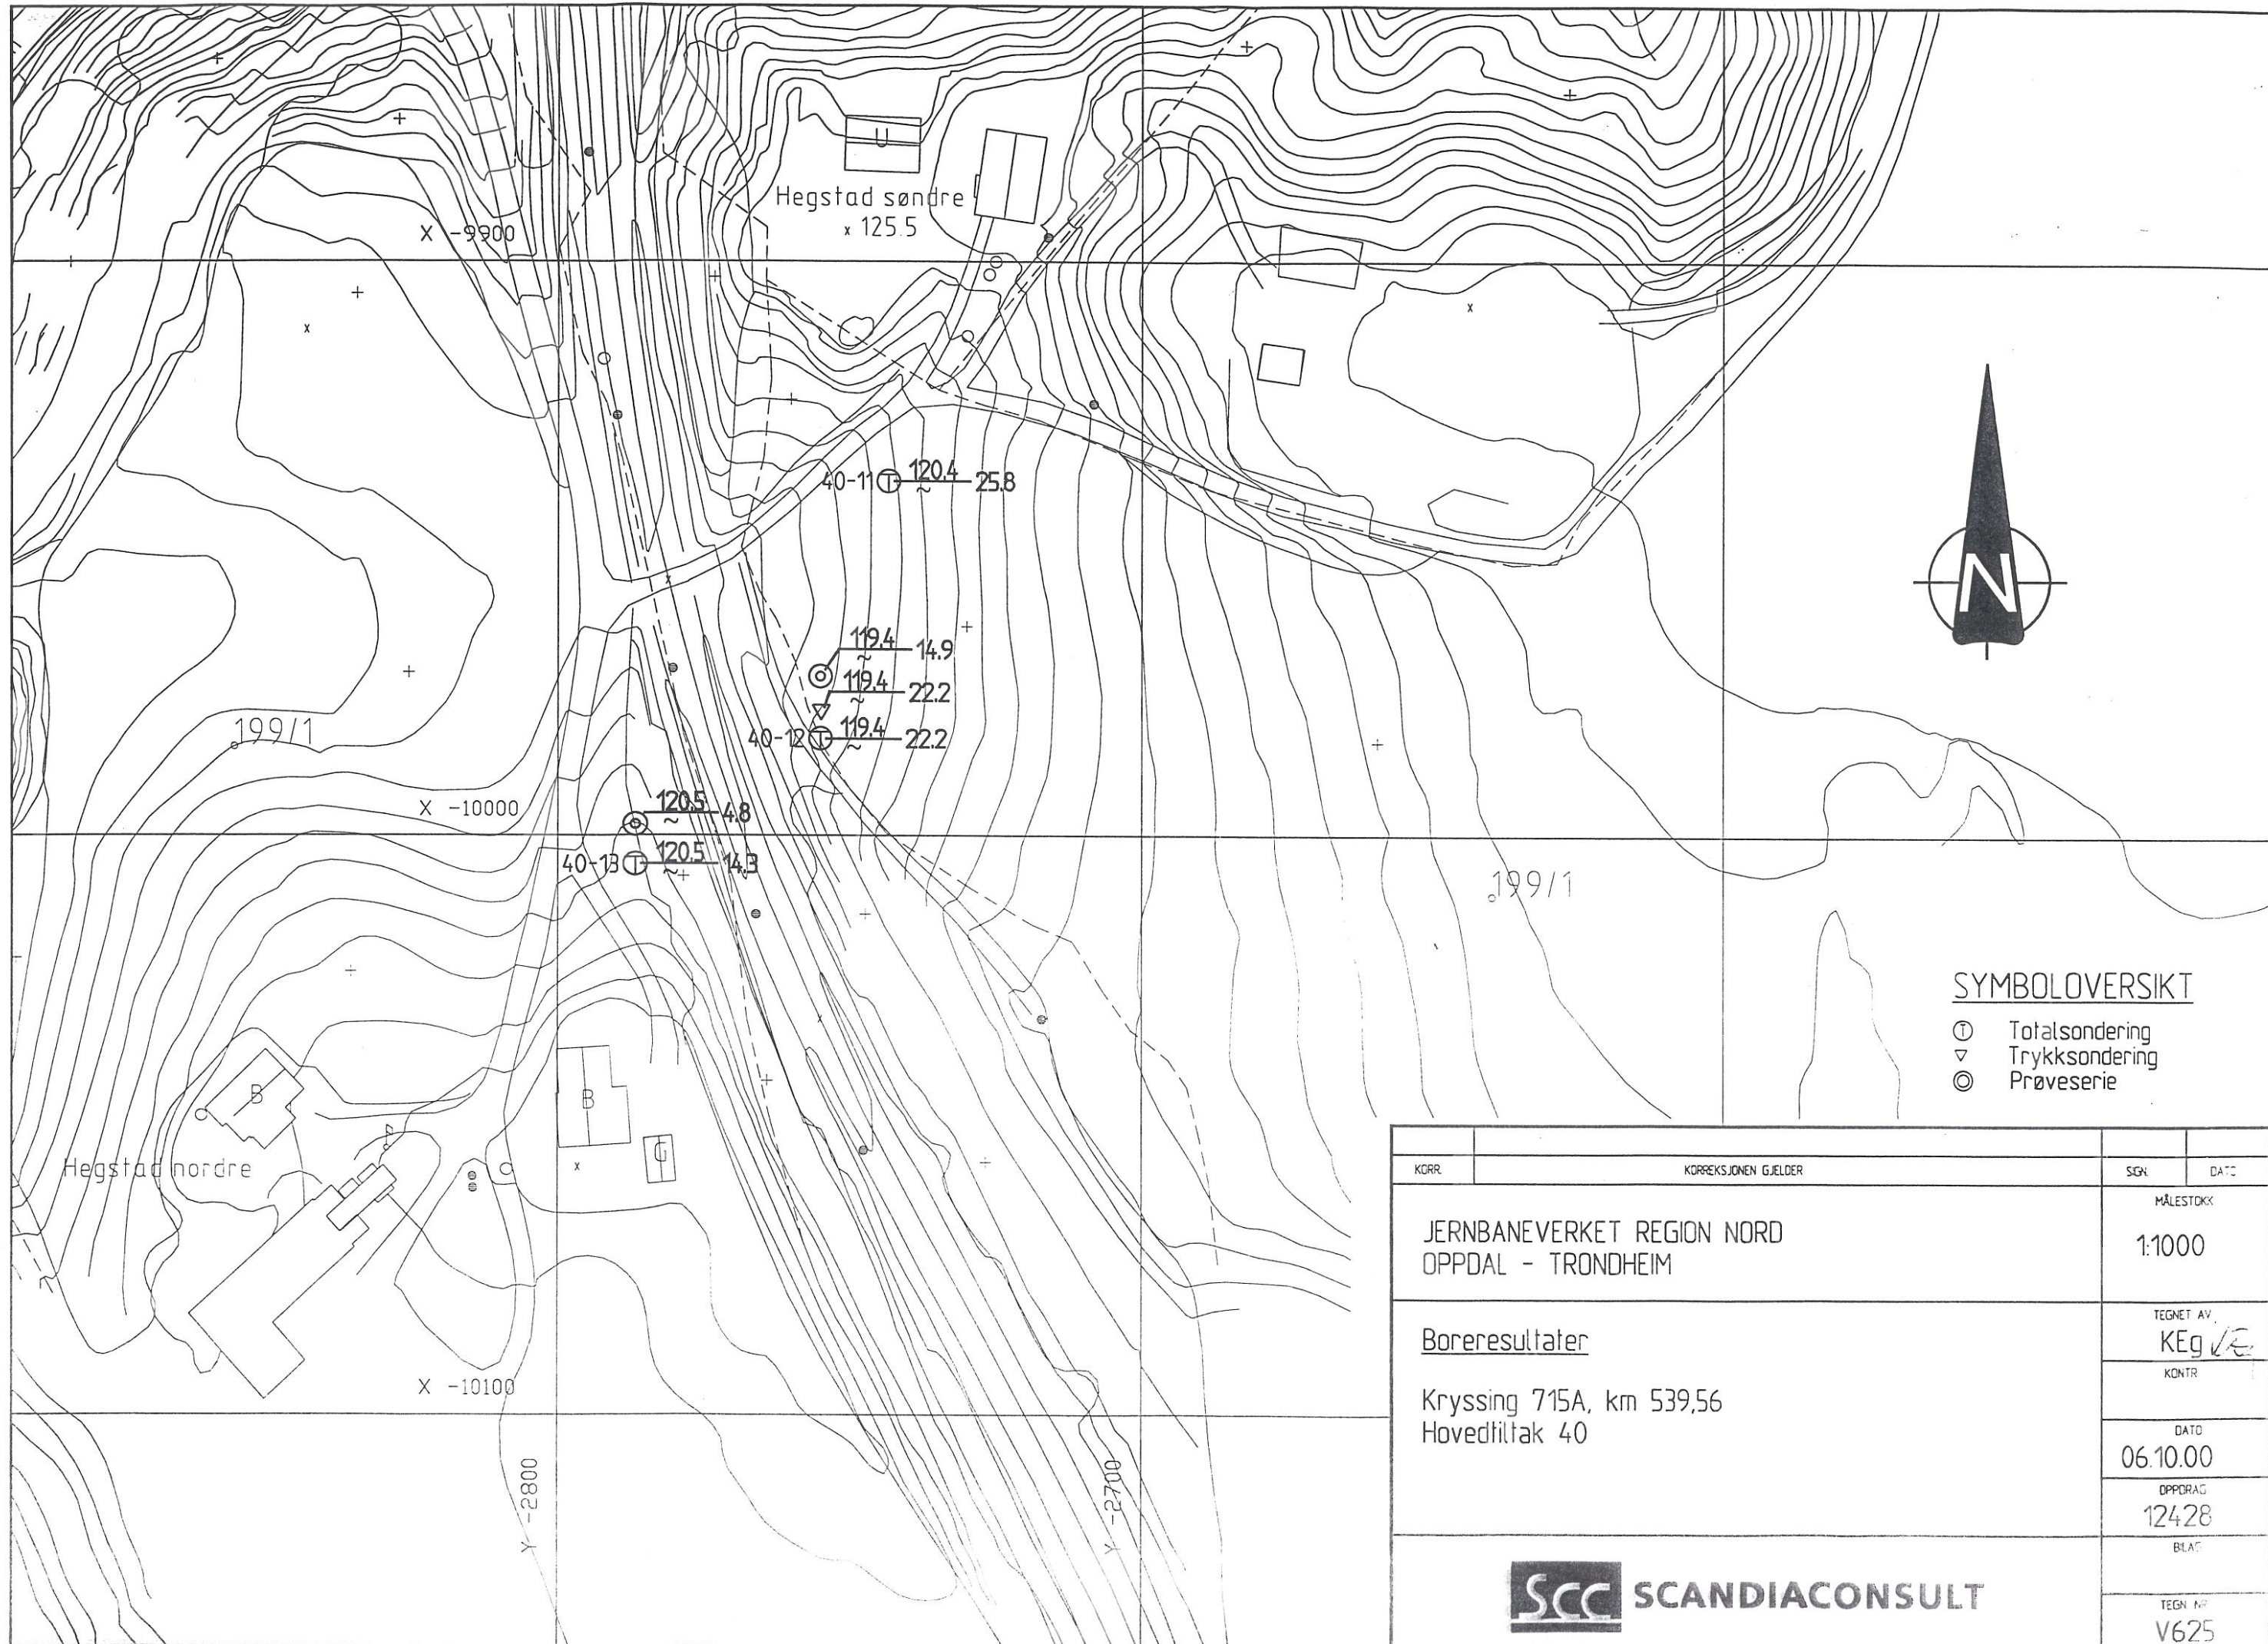 U
Hegstad søndre
x 125.5
X -9900
40-11 T 120.4 25.8
~
N
119.4 14.9
~
119.4 22.2
~
40-12 T 119.4 22.2
~
199/1
X -10000
120.5 4.8
~
40-13 T 120.5 14.3
~
199/1
SYMBOLOVERSIKT
T Totalsondering
Trykksondering
Prøveserie
B
B
G
Hegstad nordre
X -10100
Y -2800
Y -2700
KORR. KORREKSJONEN GJELDER SIGN. DATO
MÅLESTOKK
JERNBANEVERKET REGION NORD
1:1000
OPPDAL - TRONDHEIM
TEGNET AV
Boreresultater
KEg
KONTR
Kryssing 715A, km 539,56
Hovedtiltak 40
DATO
06.10.00
OPPDRAG
12428
BILAG
SCC SCANDIACONSULT
TEGN. NR
V625